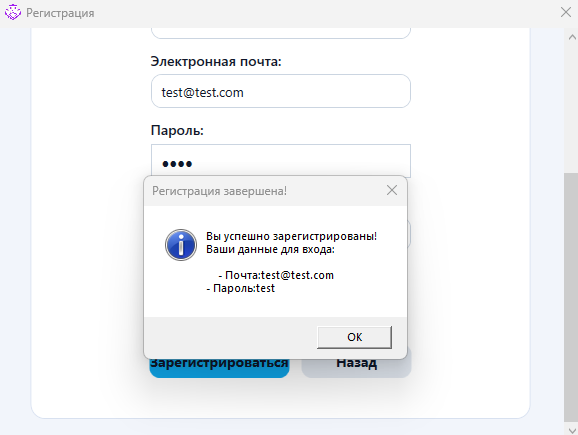 Регистрация
Электронная почта:
test@test.com
Пароль:
••••
Регистрация завершена!
Вы успешно зарегистрированы!
Ваши данные для входа:
- Почта:test@test.com
- Пароль:test
OK
Зарегистрироваться
Назад